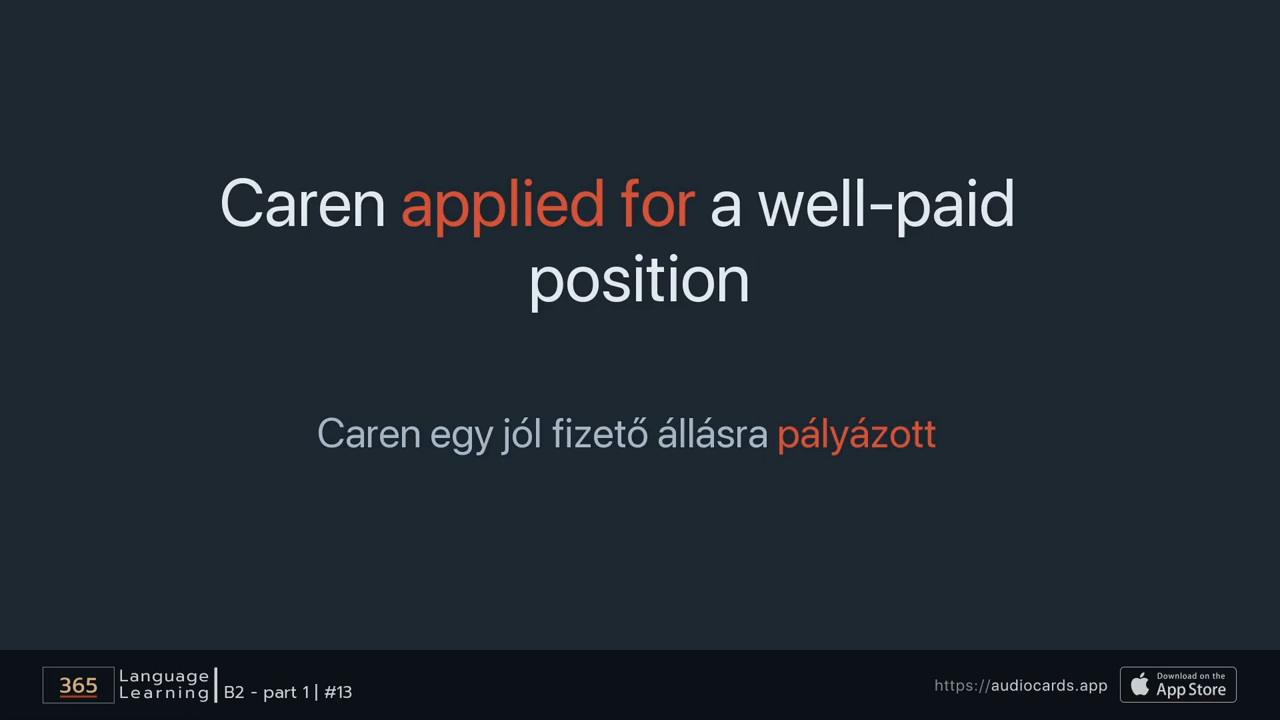 Caren applied for a well-paid
position
Caren egy jól fizető állásra pályázott
365
Language
Learning
B2 - part 1 | #13
https://audiocards.app
Download on the
App Store